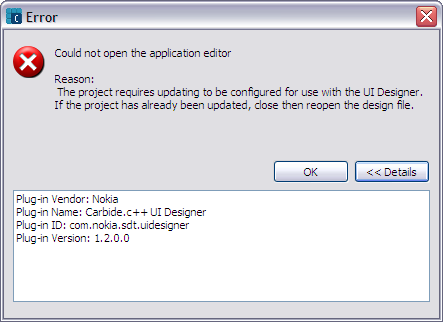 Error
Could not open the application editor
Reason:
The project requires updating to be configured for use with the UI Designer.
If the project has already been updated, close then reopen the design file.
OK
<< Details
Plug-in Vendor: Nokia
Plug-in Name: Carbide.c++ UI Designer
Plug-in ID: com.nokia.sdt.uidesigner
Plug-in Version: 1.2.0.0